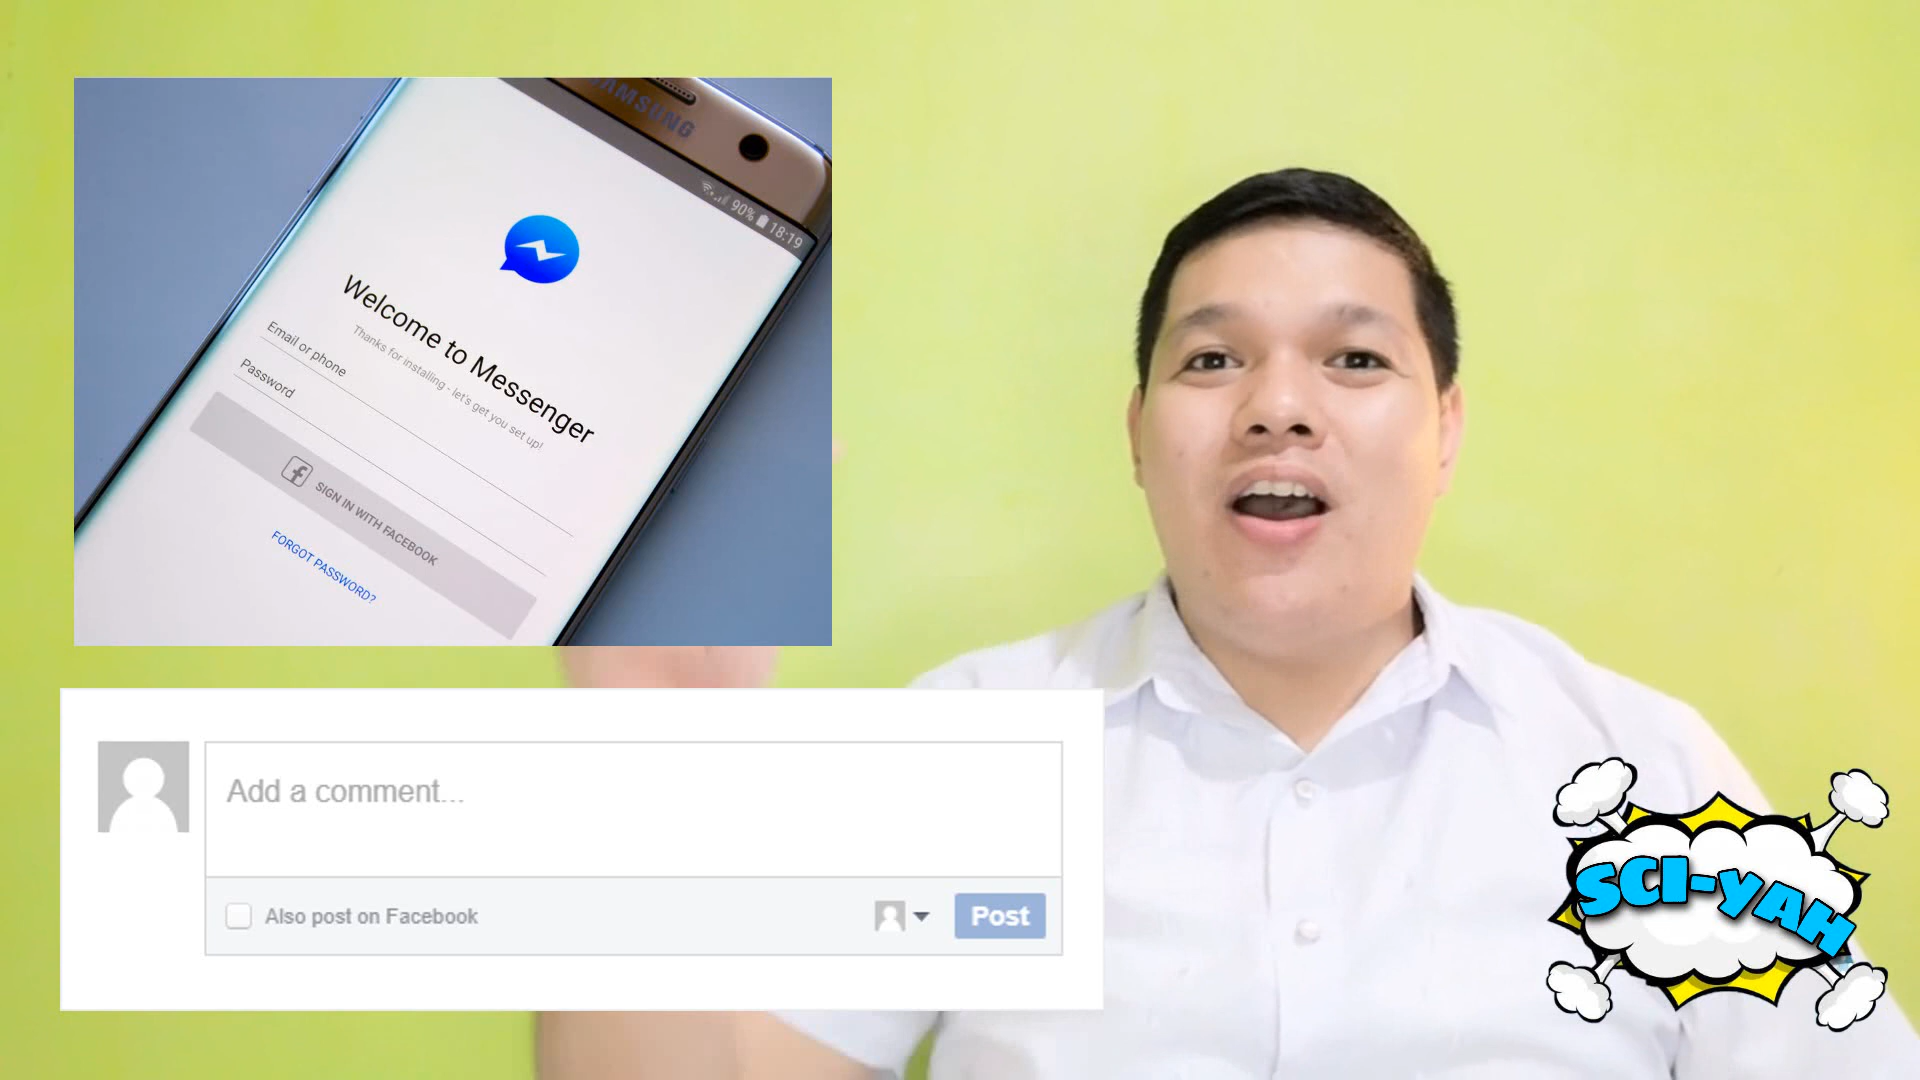 SAMSUNG
90% 18:19
Welcome to Messenger
Thanks for installing - let's get you set up!
Email or phone
Password
f SIGN IN WITH FACEBOOK
FORGOT PASSWORD?
Add a comment...
Also post on Facebook
Post
SCI-YAH